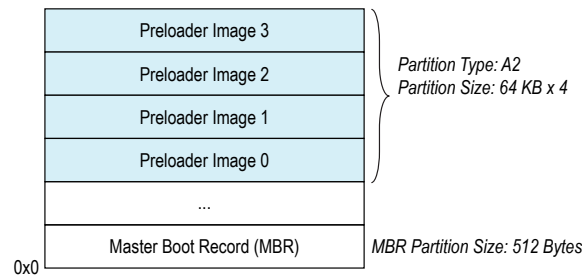 Preloader Image 3
Preloader Image 2
Preloader Image 1
Preloader Image 0
Partition Type: A2
Partition Size: 64 KB x 4
...
Master Boot Record (MBR)
MBR Partition Size: 512 Bytes
0x0